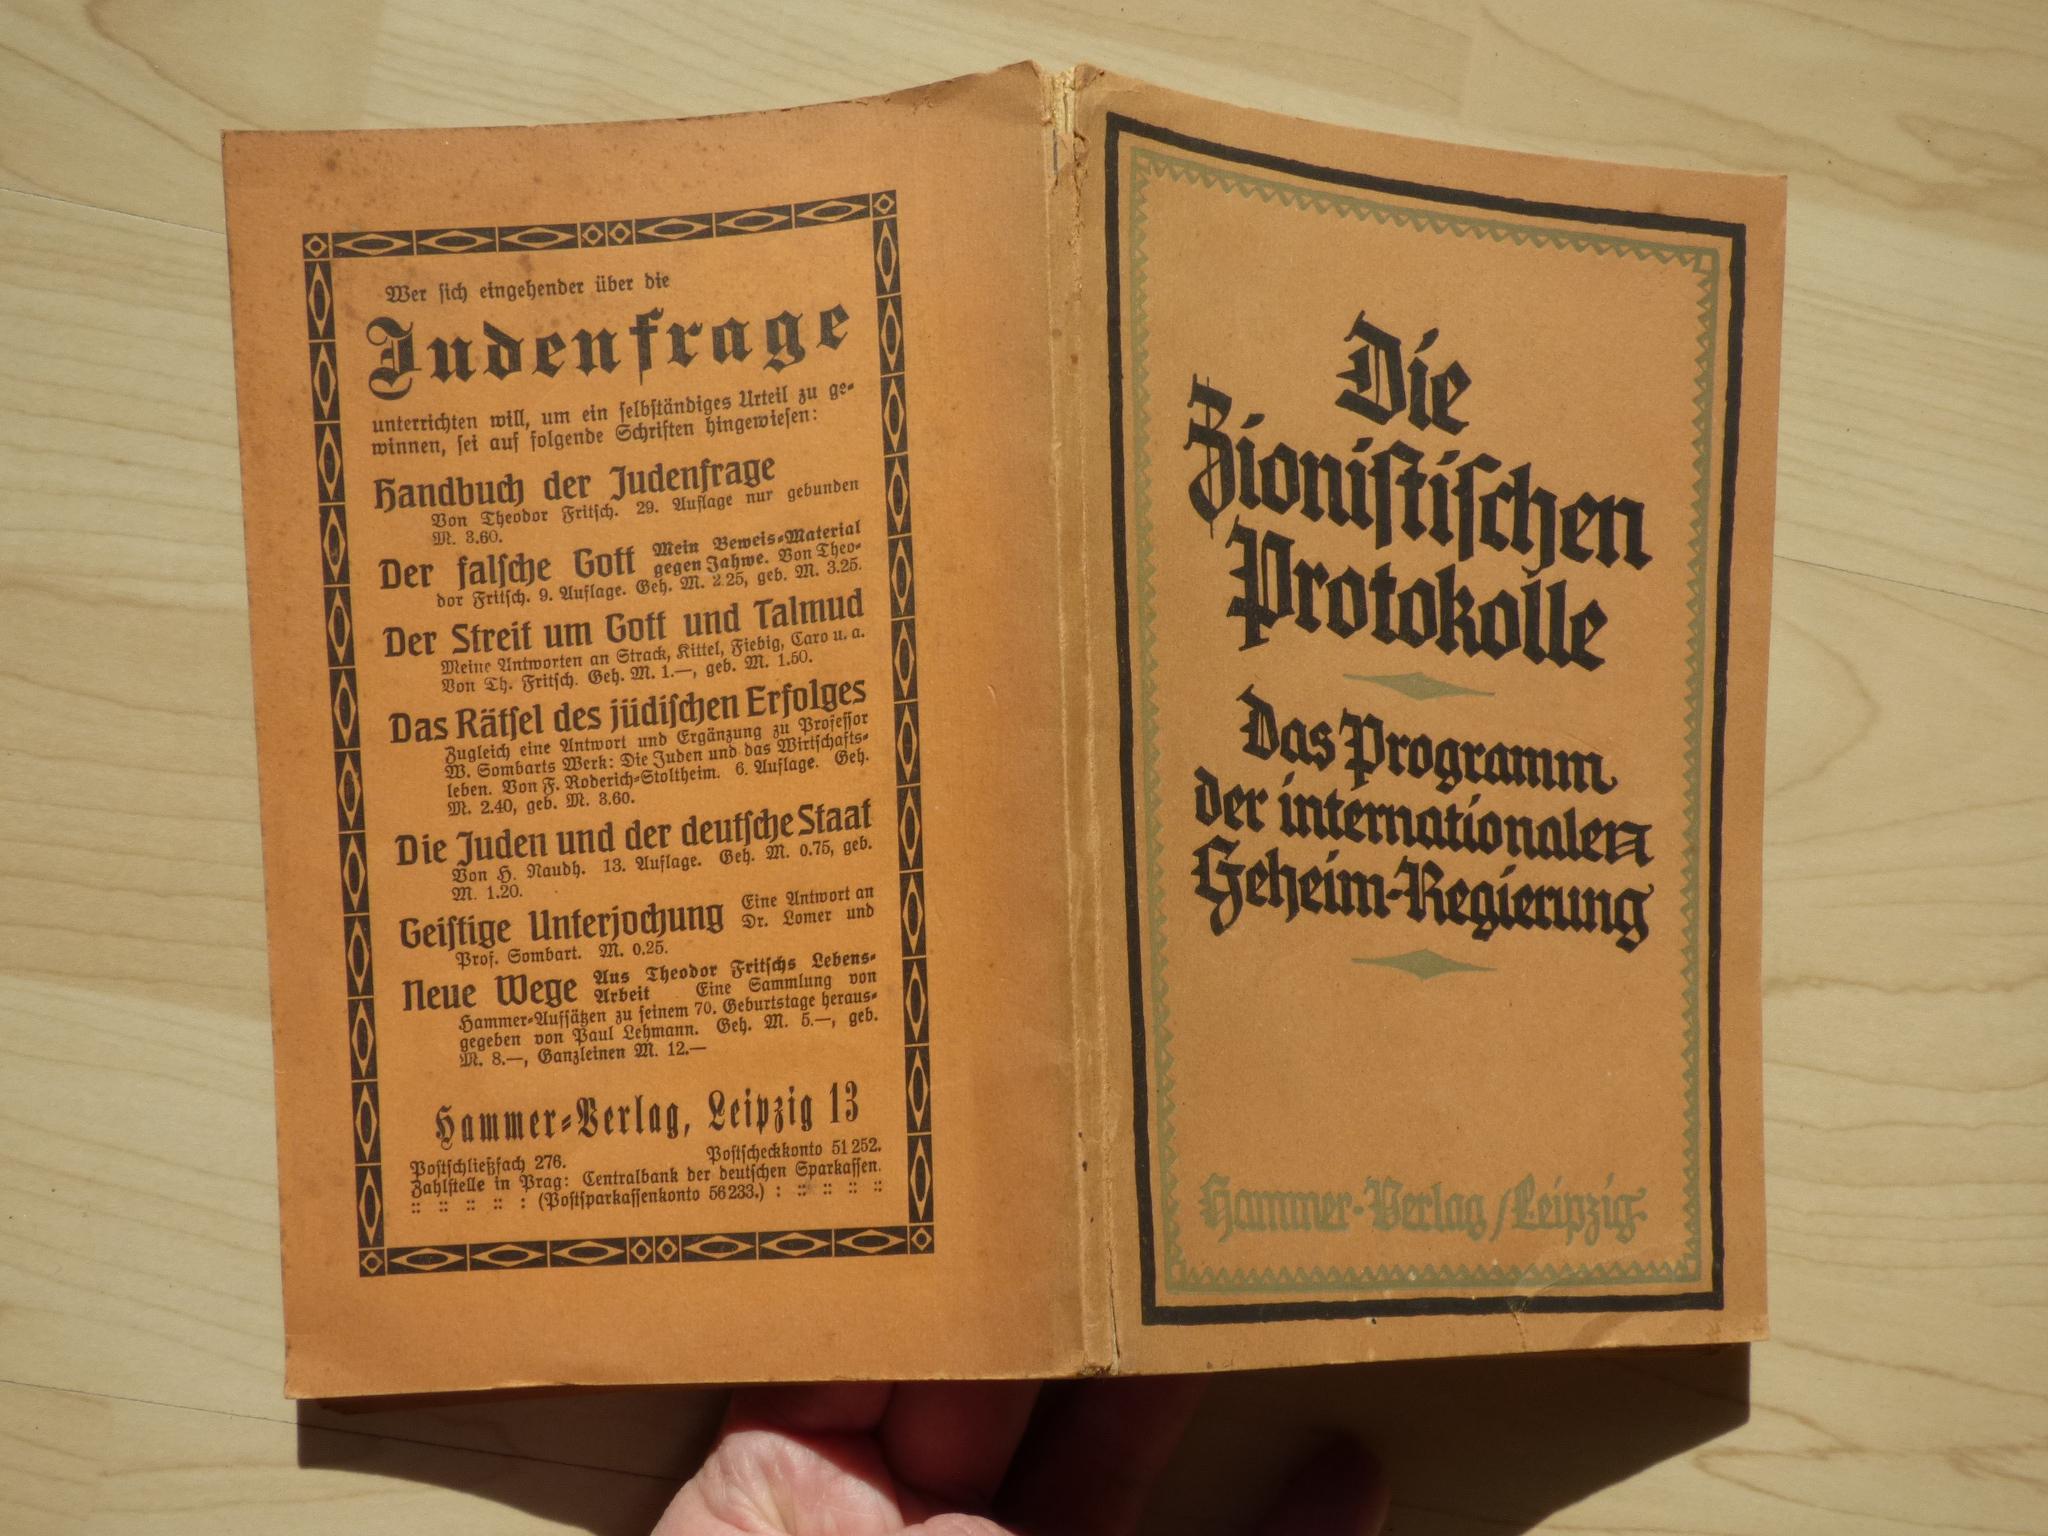 Wer sich eingehender über die
Judenfrage
unterrichten will, um ein selbständiges Urteil zu ge-
winnen, sei auf folgende Schriften hingewiesen:
Handbuch der Judenfrage
Von Theodor Fritsch. 29. Auflage nur gebunden
M. 3.60.
Der falsche Gott Mein Beweis-Material
gegen Jahwe. Von Theo-
dor Fritsch. 9. Auflage. Geh. M. 2.25, geb. M. 3.25.
Der Streit um Gott und Talmud
Meine Antworten an Strack, Kittel, Fiebig, Caro u. a.
Von Th. Fritsch. Geh. M. 1.—, geb. M. 1.50.
Das Rätsel des jüdischen Erfolges
Zugleich eine Antwort und Ergänzung zu Professor
W. Sombarts Werk: Die Juden und das Wirtschafts-
leben. Von F. Roderich-Stoltheim. 6. Auflage. Geh.
M. 2.40, geb. M. 3.60.
Die Juden und der deutsche Staat
Von H. Naudh. 13. Auflage. Geh. M. 0.75, geb.
M. 1.20.
Geistige Unterjochung Eine Antwort an
Dr. Lomer und
Prof. Sombart. M. 0.25.
Neue Wege Aus Theodor Fritschs Lebens-
Arbeit Eine Sammlung von
Hammer-Aufsätzen zu seinem 70. Geburtstage heraus-
gegeben von Paul Lehmann. Geh. M. 5.—, geb.
M. 8.—, Ganzleinen M. 12.—
Hammer-Verlag, Leipzig 13
Postschließfach 276. Postscheckkonto 51252.
Zahlstelle in Prag: Centralbank der deutschen Sparkassen.
:: :: :: :: : (Postsparkassenkonto 56233.) : :: :: :: ::
Die
Zionistischen
Protokolle
Das Programm
der internationalen
Geheim-Regierung
Hammer-Verlag / Leipzig